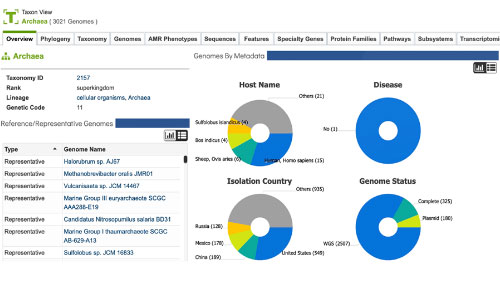 Taxon View
Archaea ( 3021 Genomes )
Overview Phylogeny Taxonomy Genomes AMR Phenotypes Sequences Features Specialty Genes Protein Families Pathways Subsystems Transcriptomi
Archaea
Taxonomy ID 2157
Rank superkingdom
Lineage cellular organisms, Archaea
Genetic Code 11
Reference/Representative Genomes
Type Genome Name
Representative Halorubrum sp. AJ67
Representative Methanobrevibacter oralis JMR01
Representative Vulcanisaeta sp. JCM 14467
Representative Marine Group III euryarchaeote SCGC
AAA288-E19
Representative Candidatus Nitrosopumilus salaria BD31
Representative Marine Group I thaumarchaeote SCGC
AB-629-A13
Representative Sulfolobus sp. JCM 16833
Genomes By Metadata
Host Name
Others (21)
Sulfolobus islandicus (4)
Bos indicus (4)
Sheep, Ovis aries (6)
Human, Homo sapiens (15)
Disease
No (1)
Isolation Country
Others (935)
Russia (128)
Mexico (178)
China (199)
United States (549)
Genome Status
Complete (325)
Plasmid (188)
WGS (2507)